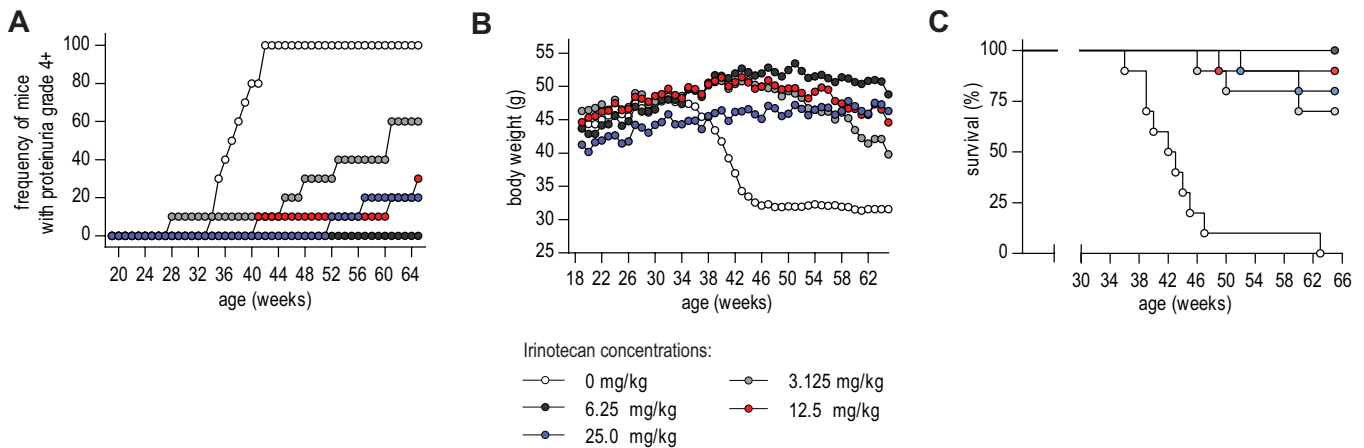 A
frequency of mice
with proteinuria grade 4+
100
80
60
40
20
0
20 24 28 32 36 40 44 48 52 56 60 64
age (weeks)
B
body weight (g)
55
50
45
40
35
30
25
18 22 26 30 34 38 42 46 50 54 58 62
age (weeks)
C
survival (%)
100
75
50
25
0
30 34 38 42 46 50 54 58 62 66
age (weeks)
Irinotecan concentrations:
0 mg/kg
6.25 mg/kg
25.0 mg/kg
3.125 mg/kg
12.5 mg/kg